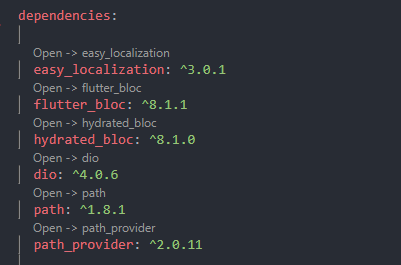 dependencies:
Open -> easy_localization
easy_localization: ^3.0.1
Open -> flutter_bloc
flutter_bloc: ^8.1.1
Open -> hydrated_bloc
hydrated_bloc: ^8.1.0
Open -> dio
dio: ^4.0.6
Open -> path
path: ^1.8.1
Open -> path_provider
path_provider: ^2.0.11